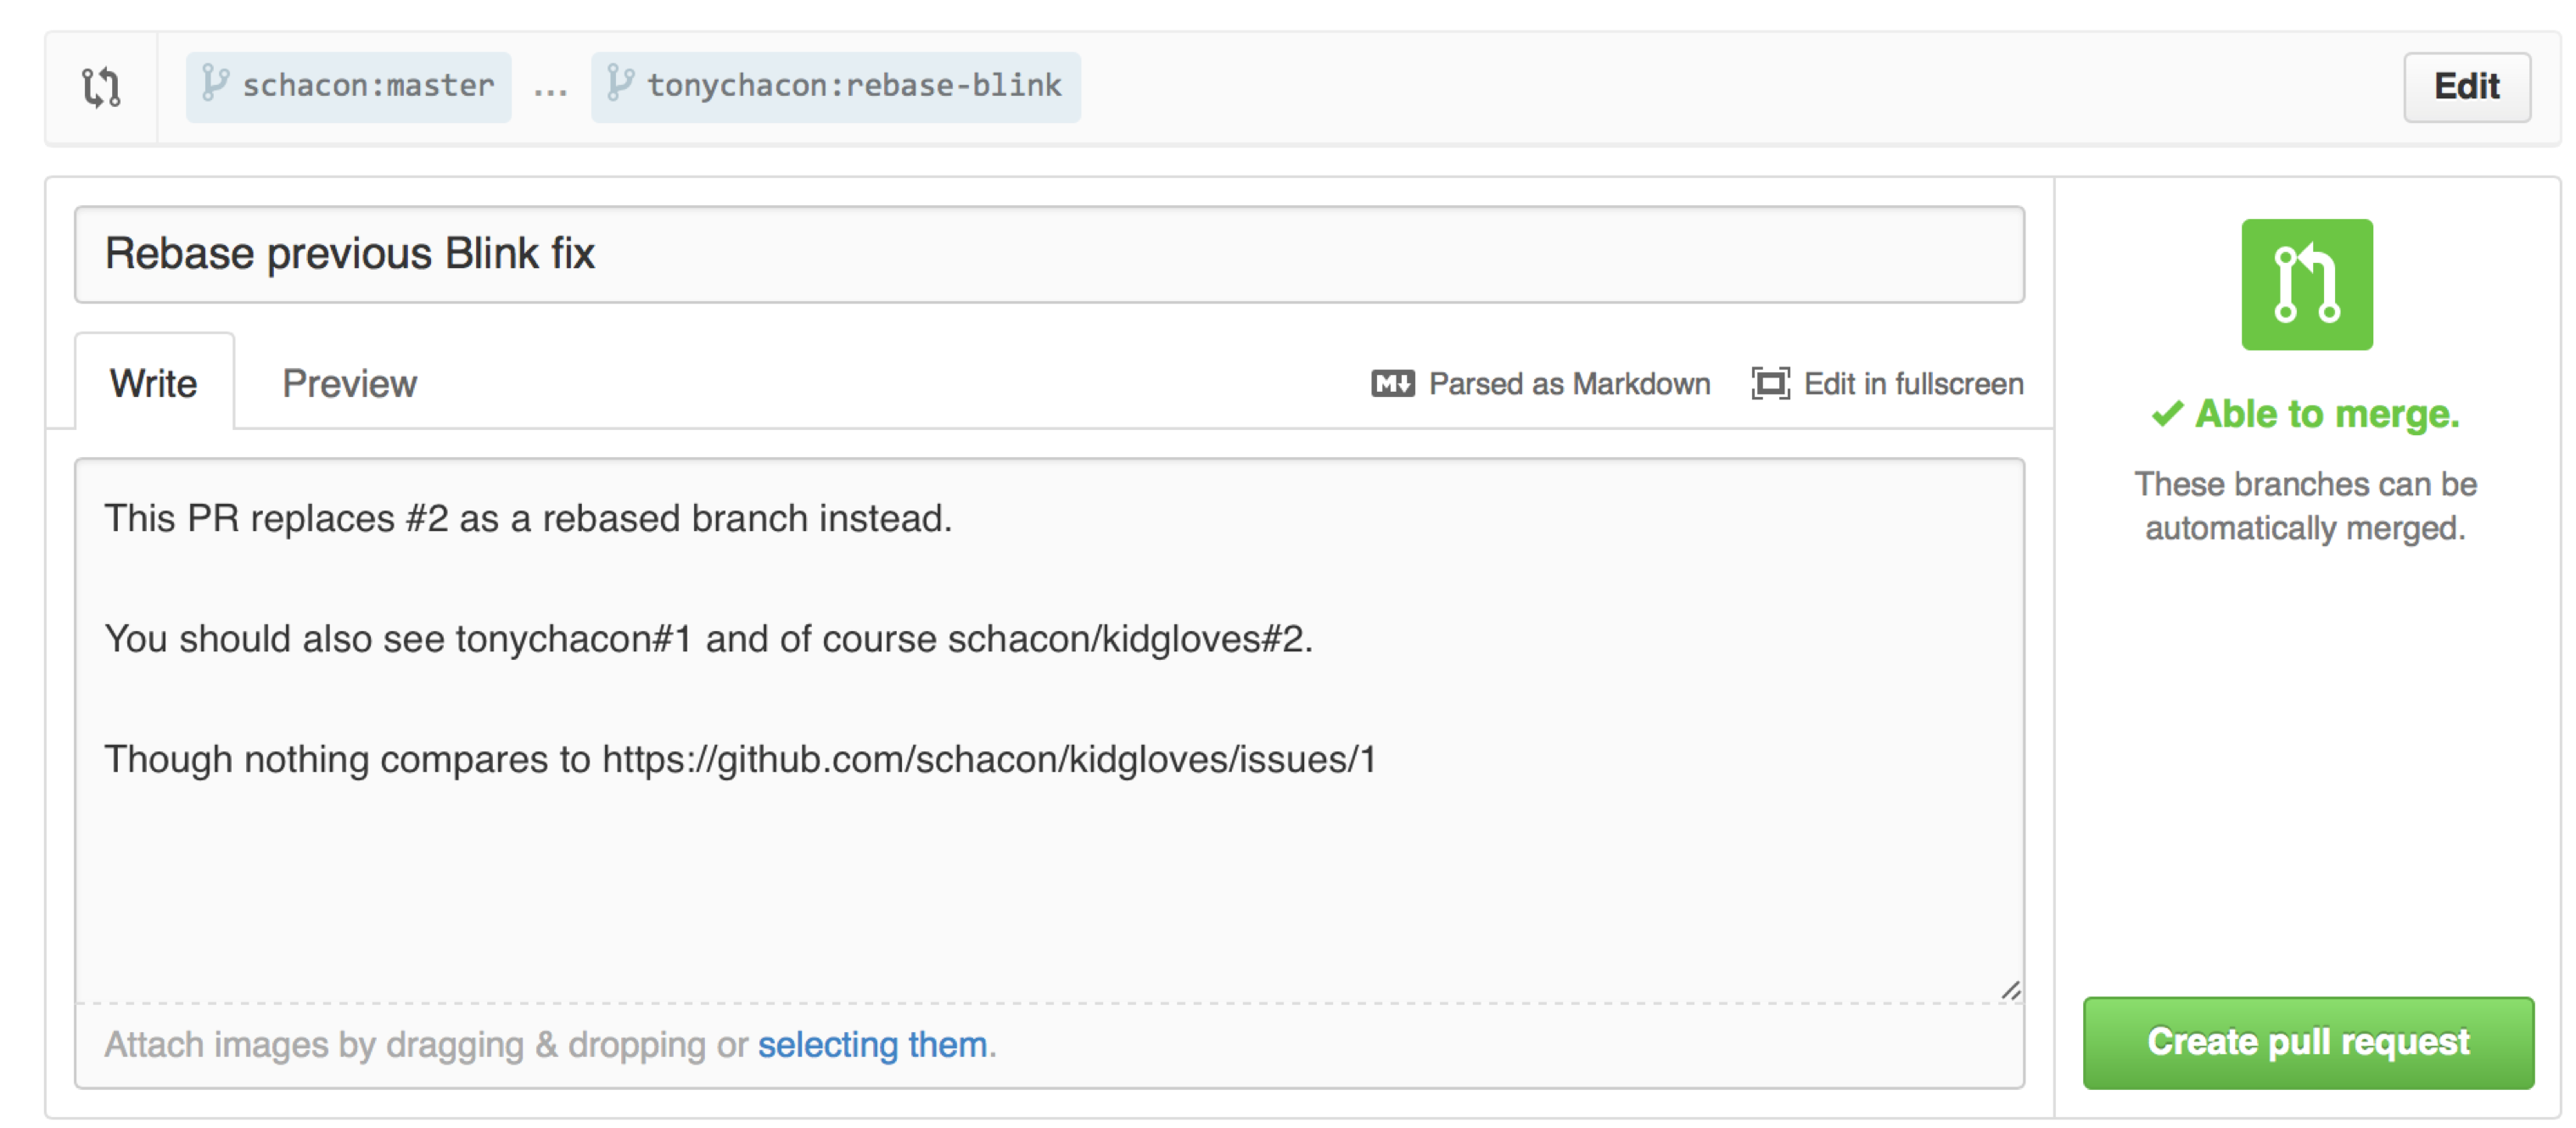 schacon:master ... tonychacon:rebase-blink Edit
Rebase previous Blink fix
Write Preview Parsed as Markdown Edit in fullscreen
This PR replaces #2 as a rebased branch instead.
You should also see tonychacon#1 and of course schacon/kidgloves#2.
Though nothing compares to https://github.com/schacon/kidgloves/issues/1
Attach images by dragging & dropping or selecting them.
Able to merge.
These branches can be
automatically merged.
Create pull request